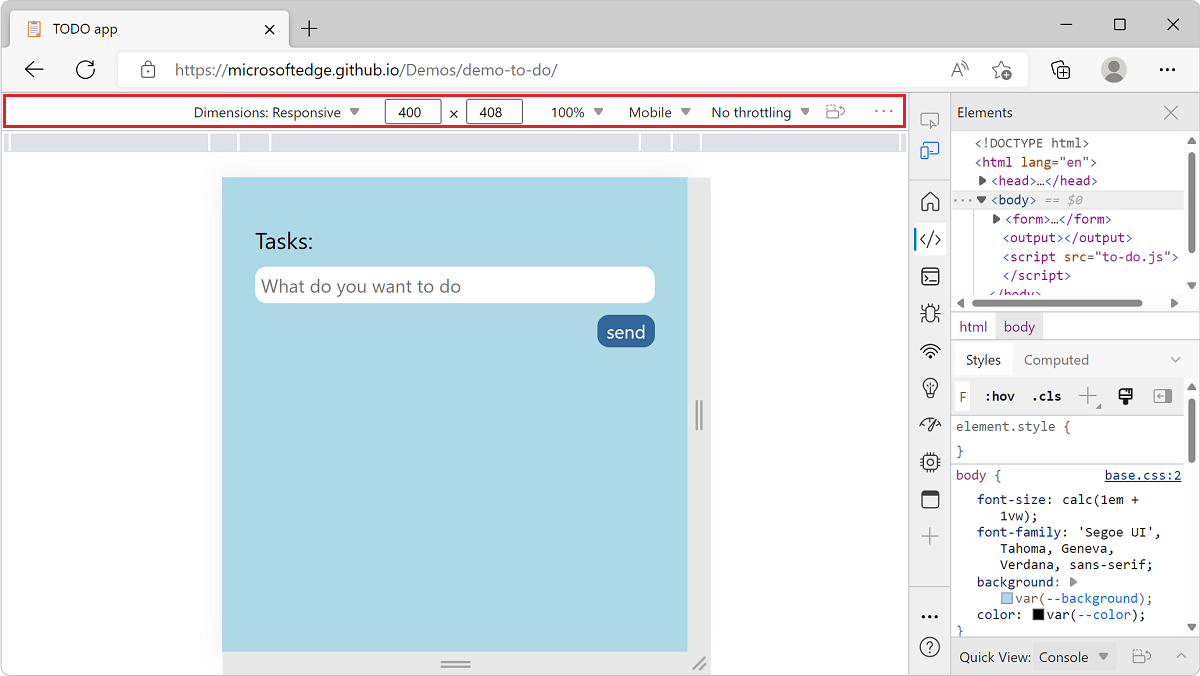 TODO app
https://microsoftedge.github.io/Demos/demo-to-do/
Dimensions: Responsive 400 × 408 100% Mobile No throttling
Elements
<!DOCTYPE html>
<html lang="en">
<head>…</head>
<body> == $0
<form>…</form>
<output></output>
<script src="to-do.js">
</script>
</body>
html body
Styles Computed
F :hov .cls
element.style {
}
body { base.css:2
font-size: calc(1em +
1vw);
font-family: 'Segoe UI',
Tahoma, Geneva,
Verdana, sans-serif;
background:
var(--background);
color: var(--color);
}
Quick View: Console
Tasks:
What do you want to do
send